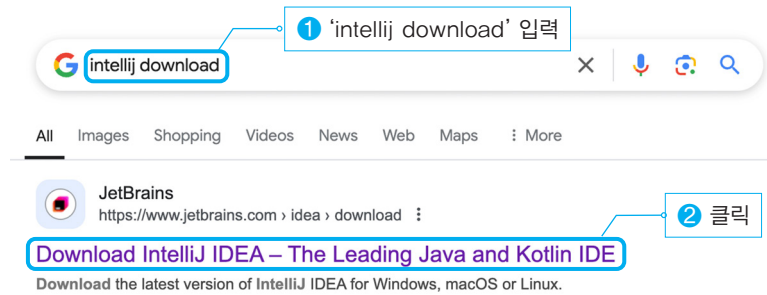 1 ‘intellij download’ 입력
intellij download
All Images Shopping Videos News Web Maps More
JetBrains
https://www.jetbrains.com › idea › download
2 클릭
Download IntelliJ IDEA – The Leading Java and Kotlin IDE
Download the latest version of IntelliJ IDEA for Windows, macOS or Linux.